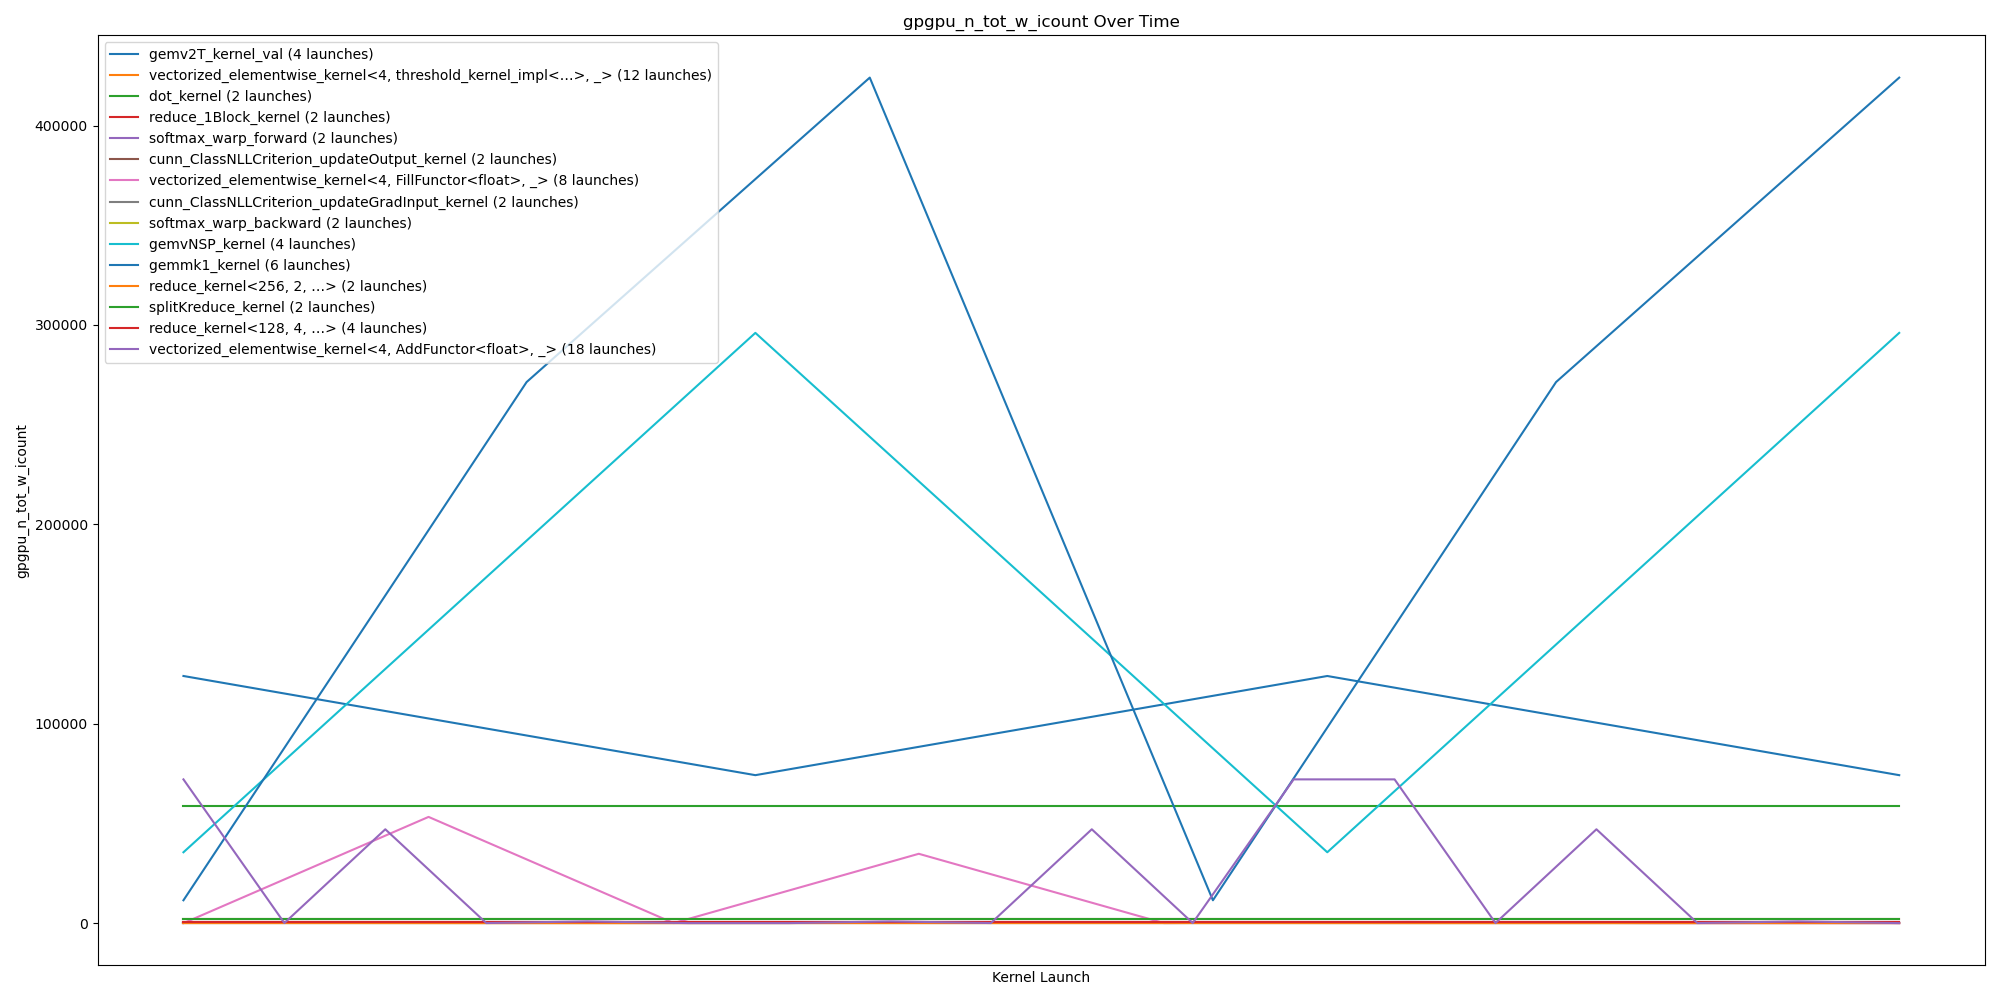 gpgpu_n_tot_w_icount Over Time
gemv2T_kernel_val (4 launches)
vectorized_elementwise_kernel<4, threshold_kernel_impl<...>, _> (12 launches)
dot_kernel (2 launches)
reduce_1Block_kernel (2 launches)
softmax_warp_forward (2 launches)
cunn_ClassNLLCriterion_updateOutput_kernel (2 launches)
vectorized_elementwise_kernel<4, FillFunctor<float>, _> (8 launches)
cunn_ClassNLLCriterion_updateGradInput_kernel (2 launches)
softmax_warp_backward (2 launches)
gemvNSP_kernel (4 launches)
gemmk1_kernel (6 launches)
reduce_kernel<256, 2, ...> (2 launches)
splitKreduce_kernel (2 launches)
reduce_kernel<128, 4, ...> (4 launches)
vectorized_elementwise_kernel<4, AddFunctor<float>, _> (18 launches)
gpgpu_n_tot_w_icount
400000
300000
200000
100000
0
Kernel Launch